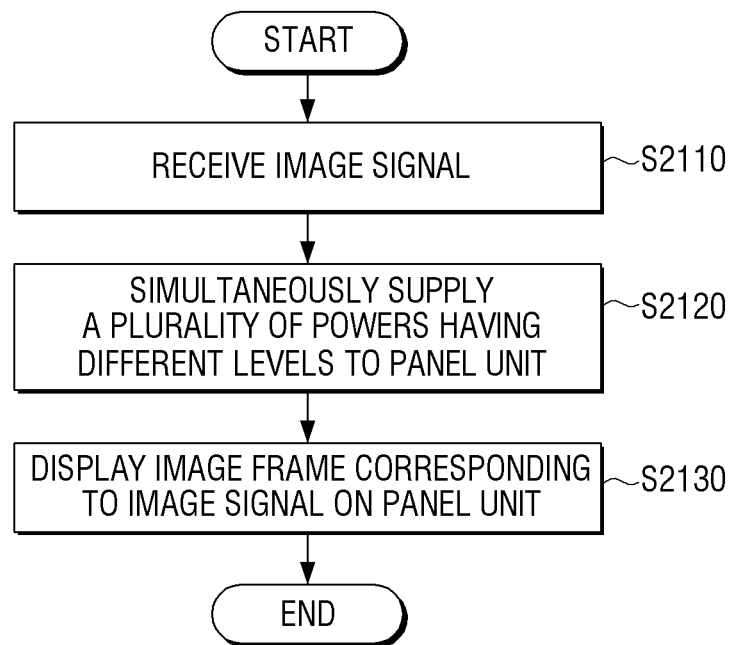 START
RECEIVE IMAGE SIGNAL
S2110
SIMULTANEOUSLY SUPPLY
A PLURALITY OF POWERS HAVING
DIFFERENT LEVELS TO PANEL UNIT
S2120
DISPLAY IMAGE FRAME CORRESPONDING
TO IMAGE SIGNAL ON PANEL UNIT
S2130
END